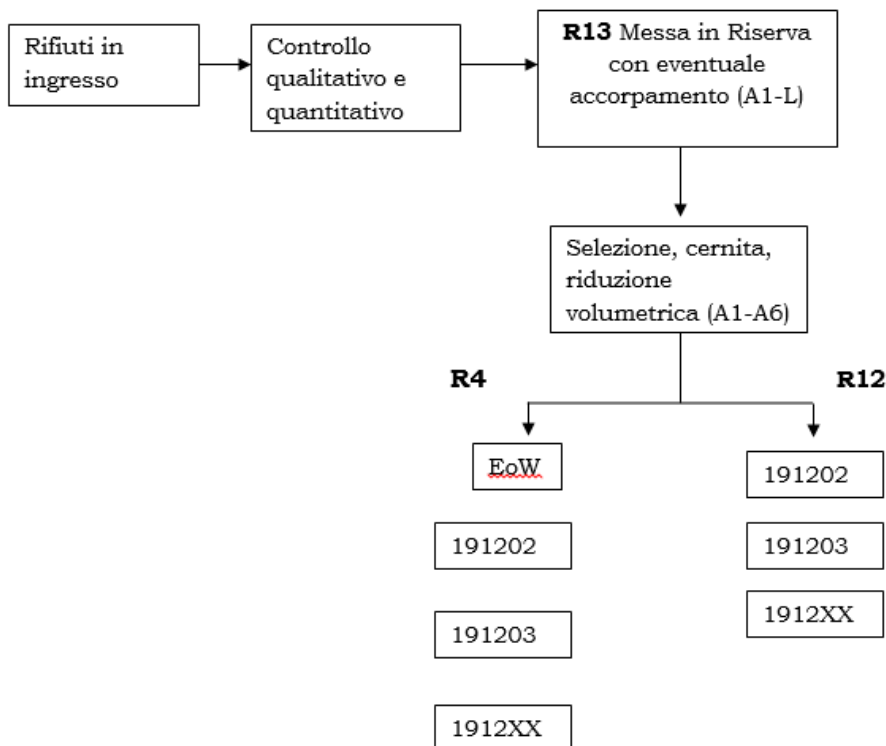 Rifiuti in
ingresso
Controllo
qualitativo e
quantitativo
R13 Messa in Riserva
con eventuale
accorpamento (A1-L)
Selezione, cernita,
riduzione
volumetrica (A1-A6)
R4
R12
EoW
191202
191203
1912XX
191202
191203
1912XX